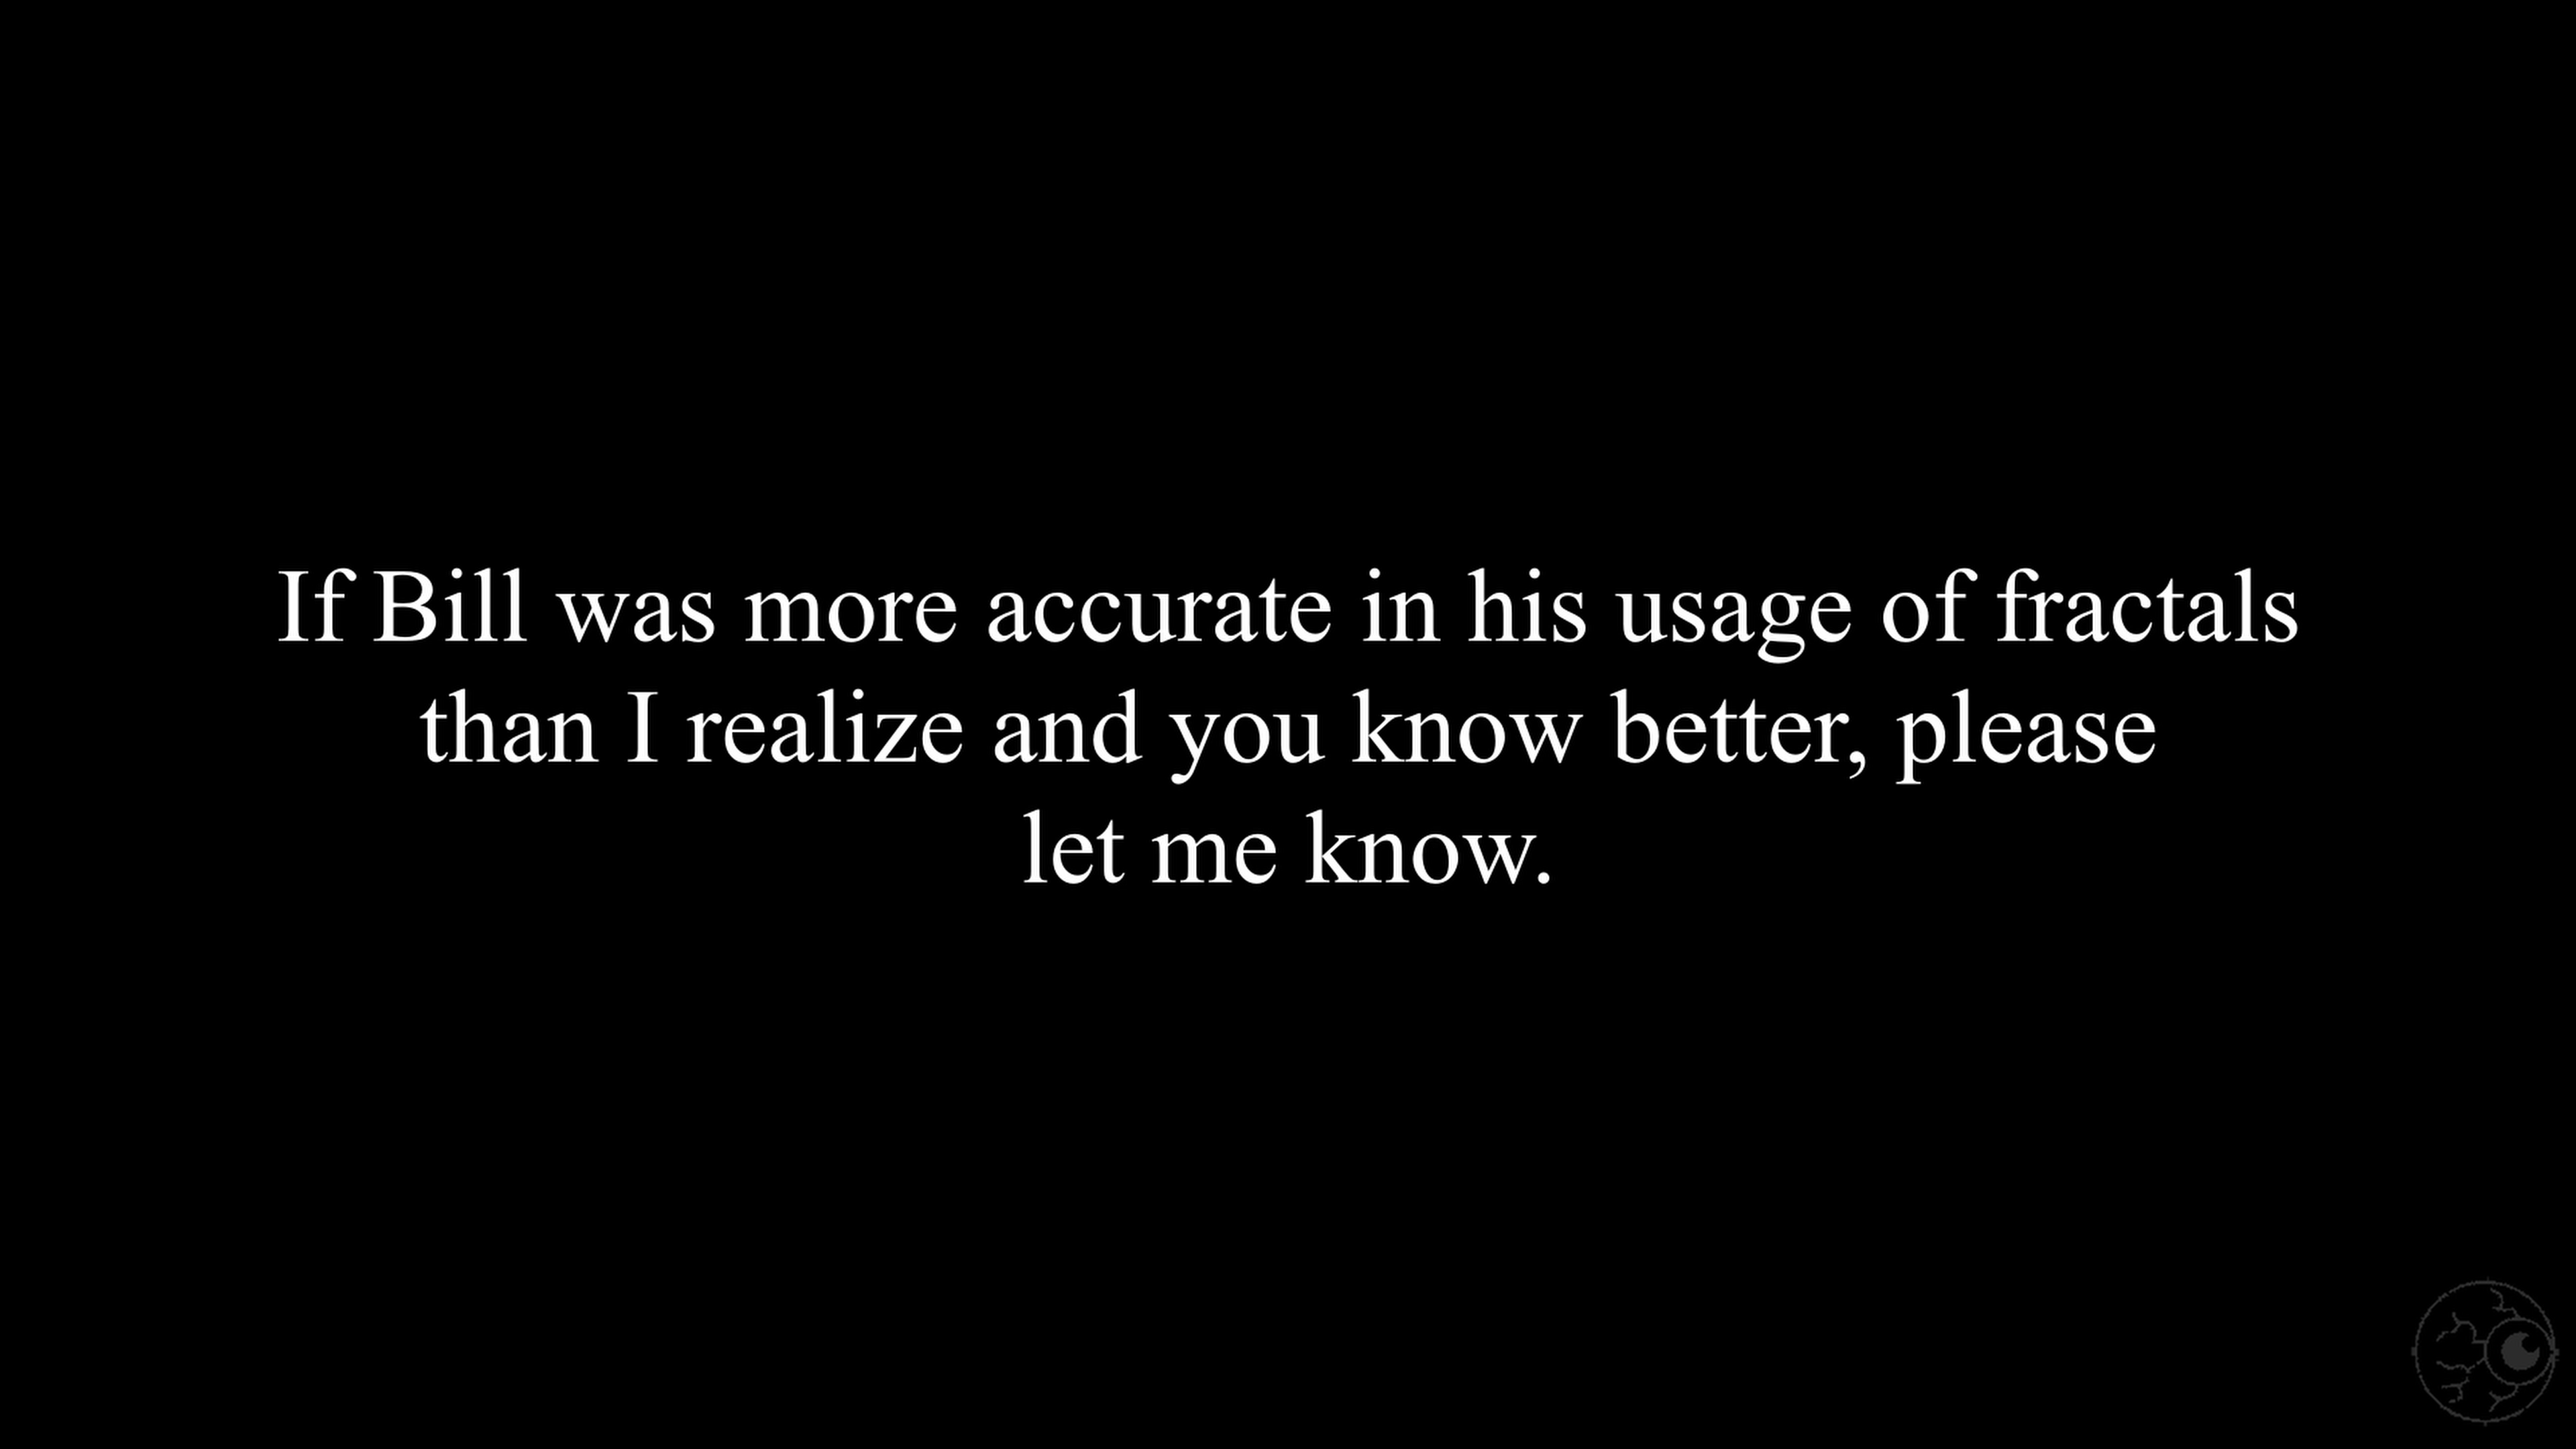 If Bill was more accurate in his usage of fractals
than I realize and you know better, please
let me know.